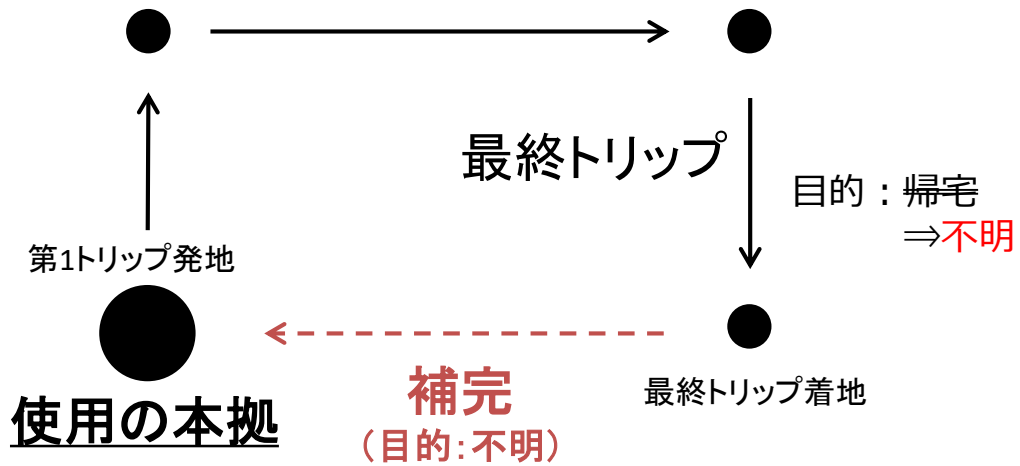 最終トリップ
目的：帰宅
⇒不明
第1トリップ発地
補完
（目的：不明）
最終トリップ着地
使用の本拠